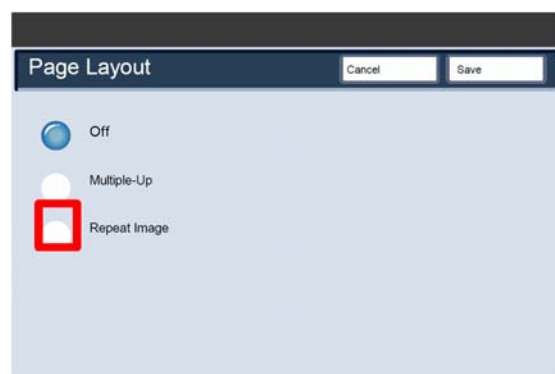 Page Layout
Cancel
Save
Off
Multiple-Up
Repeat Image